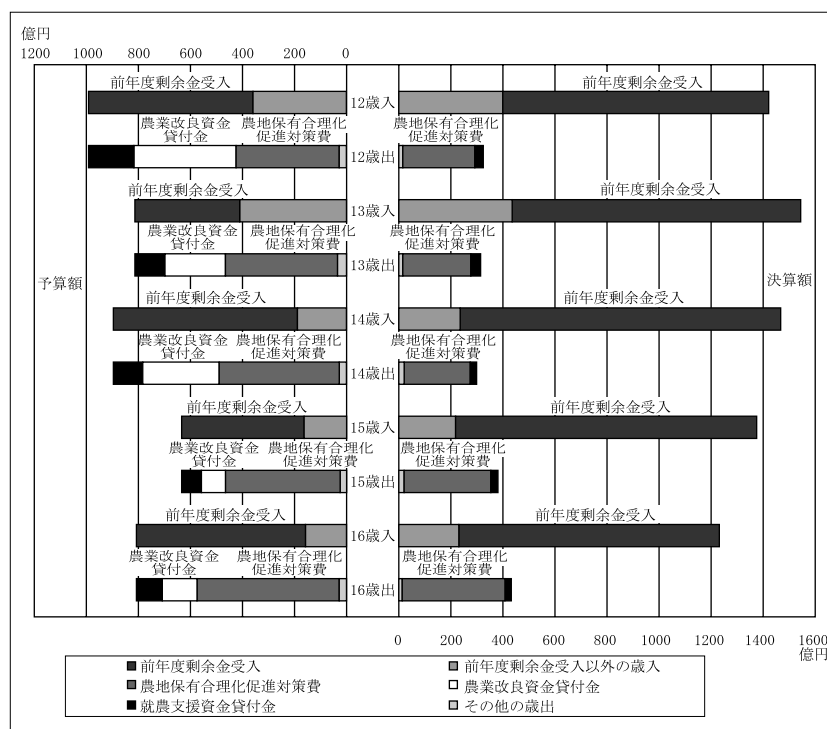 億円
1200 1000 800 600 400 200 0
前年度剰余金受入 前年度剰余金受入
12歳入
農業改良資金貸付金 農地保有合理化促進対策費 農地保有合理化促進対策費
12歳出
前年度剰余金受入 前年度剰余金受入
13歳入
農業改良資金貸付金 農地保有合理化促進対策費 農地保有合理化促進対策費
13歳出
予算額 決算額
前年度剰余金受入 前年度剰余金受入
14歳入
農業改良資金貸付金 農地保有合理化促進対策費 農地保有合理化促進対策費
14歳出
前年度剰余金受入 前年度剰余金受入
15歳入
農業改良資金貸付金 農地保有合理化促進対策費 農地保有合理化促進対策費
15歳出
前年度剰余金受入 前年度剰余金受入
16歳入
農業改良資金貸付金 農地保有合理化促進対策費 農地保有合理化促進対策費
16歳出
0 200 400 600 800 1000 1200 1400 1600
億円
前年度剰余金受入 前年度剰余金受入以外の歳入
農地保有合理化促進対策費 農業改良資金貸付金
就農支援資金貸付金 その他の歳出